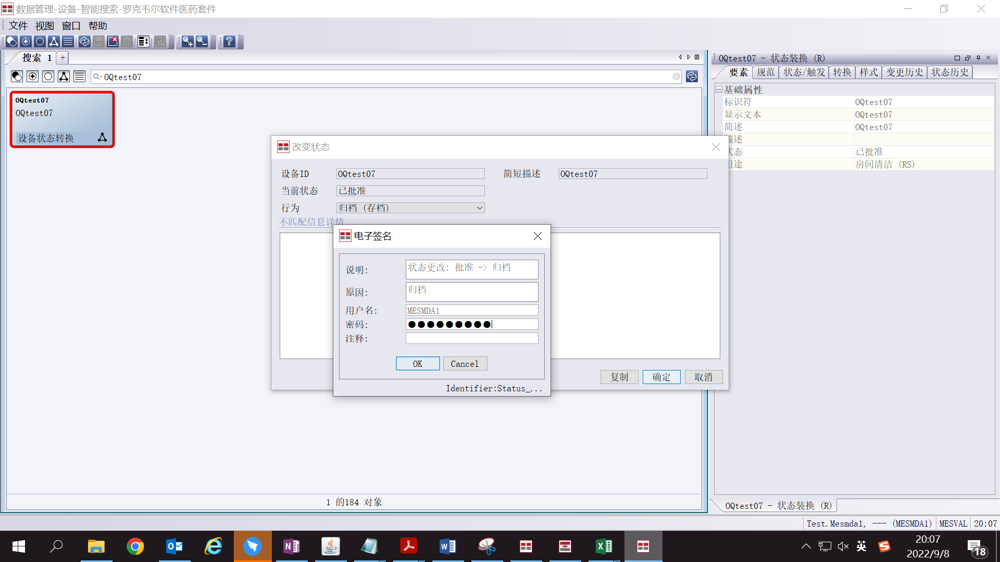 数据管理-设备-智能搜索-罗克韦尔软件医药套件
文件 视图 窗口 帮助
搜索 1 +
OQtest07
OQtest07
OQtest07
设备状态转换
1 的184 对象
OQtest07 - 状态装换 (R)
要素 规范 状态/触发 转换 样式 变更历史 状态历史
基础属性
标识符 OQtest07
显示文本 OQtest07
简述 OQtest07
描述
状态 已批准
用途 房间清洁 (RS)
OQtest07 - 状态装换 (R)
改变状态
设备ID OQtest07 简短描述 OQtest07
当前状态 已批准
行为 归档 (存档)
不匹配信息详情
复制 确定 取消
电子签名
说明: 状态更改: 批准 -> 归档
原因: 归档
用户名: MESMDA1
密码: ●●●●●●●●●
注释:
OK Cancel
Identifier:Status_...
Test.Mesmda1, --- (MESMDA1) MESVAL 20:07
英
20:07
2022/9/8
18